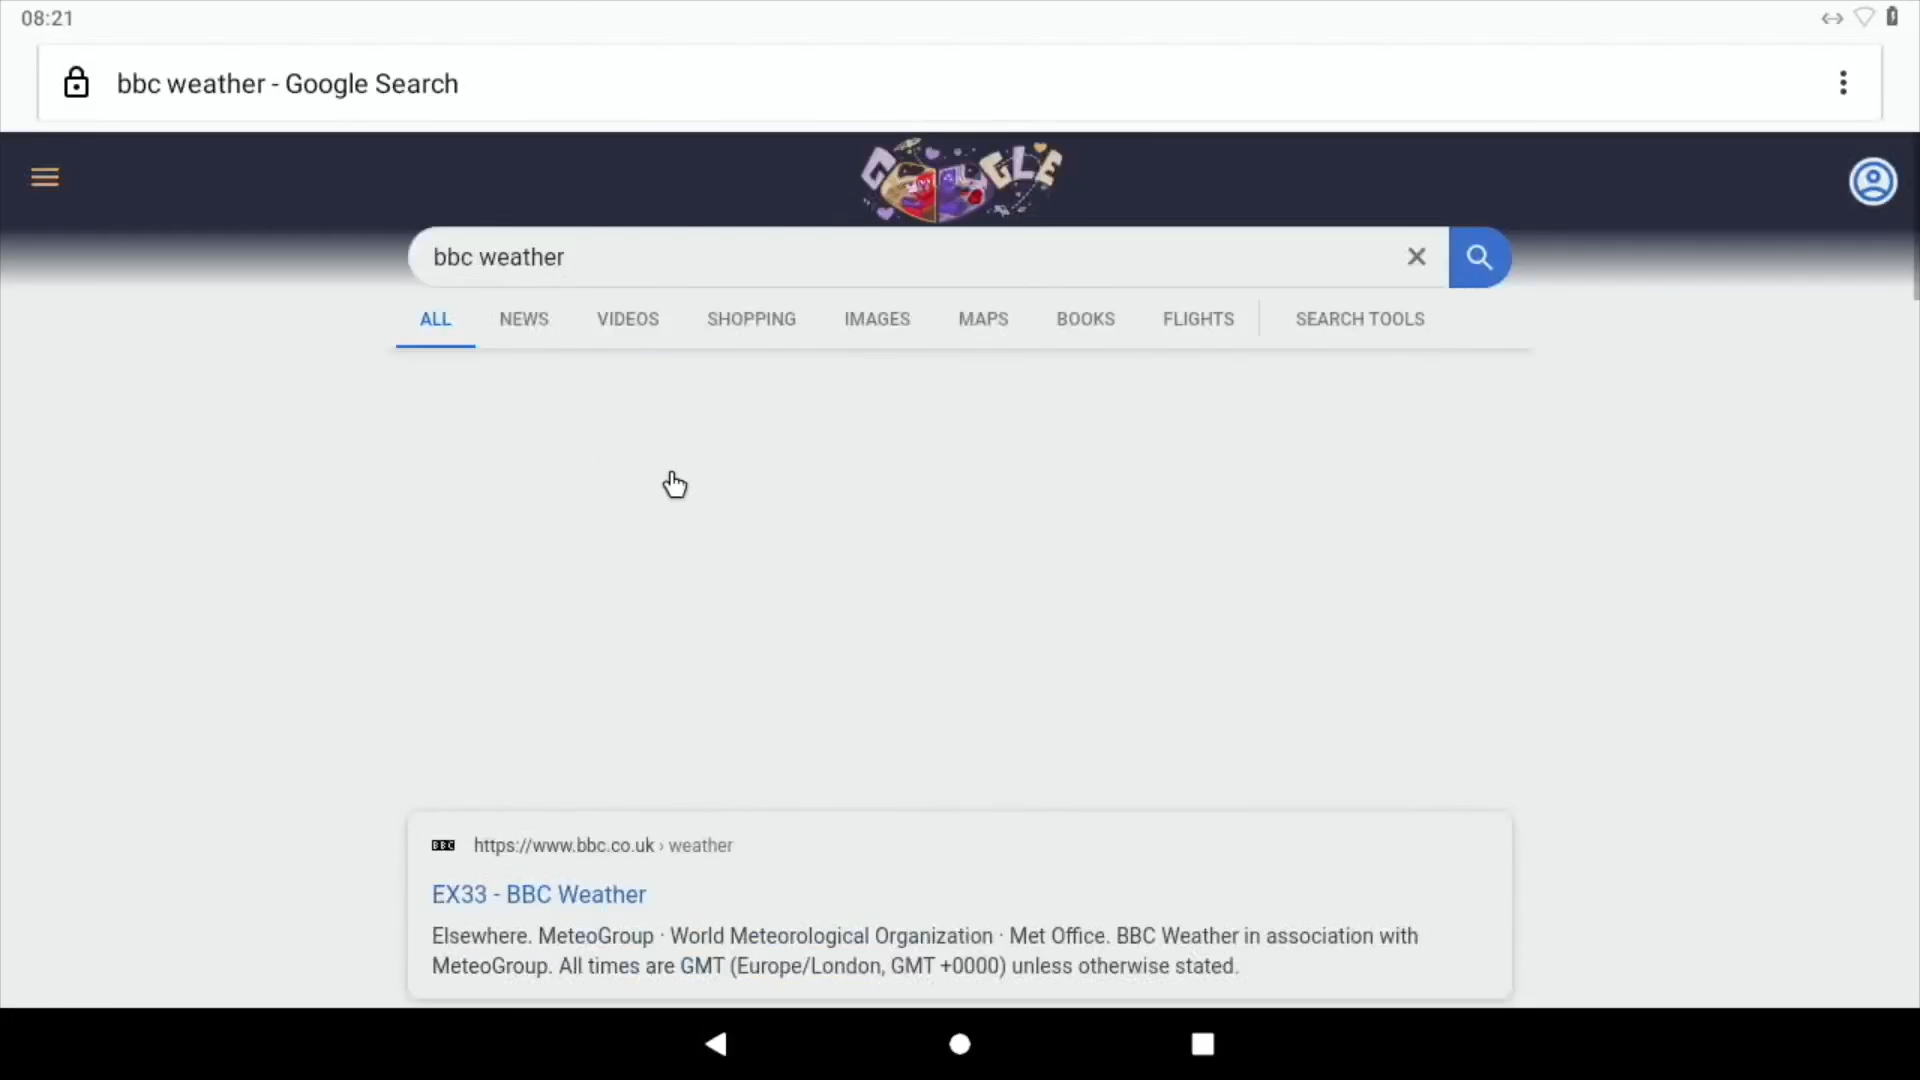 08:21
bbc weather - Google Search
GOOGLE
bbc weather
ALL NEWS VIDEOS SHOPPING IMAGES MAPS BOOKS FLIGHTS SEARCH TOOLS
BBC https://www.bbc.co.uk › weather
EX33 - BBC Weather
Elsewhere. MeteoGroup · World Meteorological Organization · Met Office. BBC Weather in association with
MeteoGroup. All times are GMT (Europe/London, GMT +0000) unless otherwise stated.